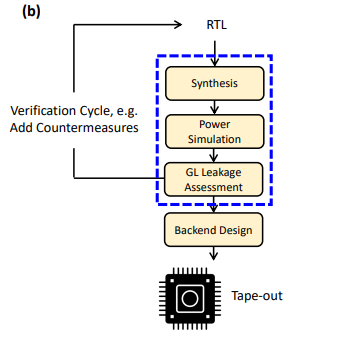 (b)
RTL
Synthesis
Verification Cycle, e.g.
Add Countermeasures
Power
Simulation
GL Leakage
Assessment
Backend Design
Tape-out